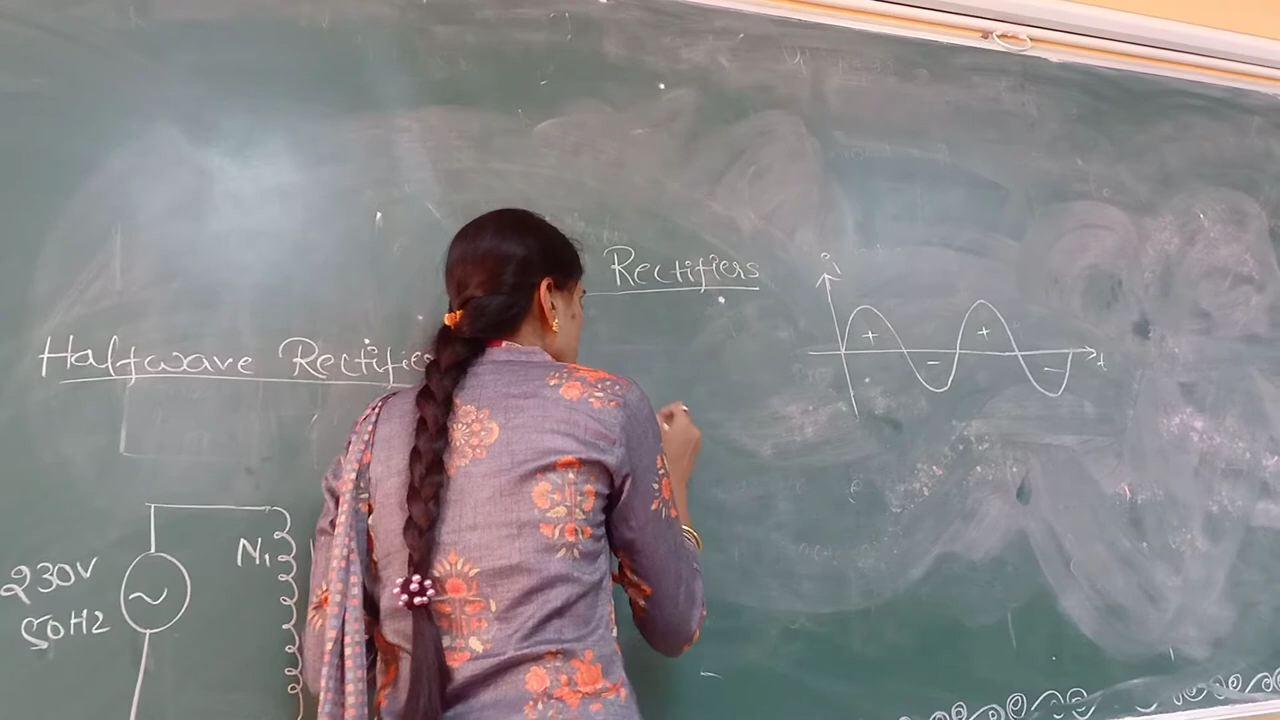 Rectifiers
Halfwave Rectifier
i
+
+
-
-
t
N₁
230V
50Hz